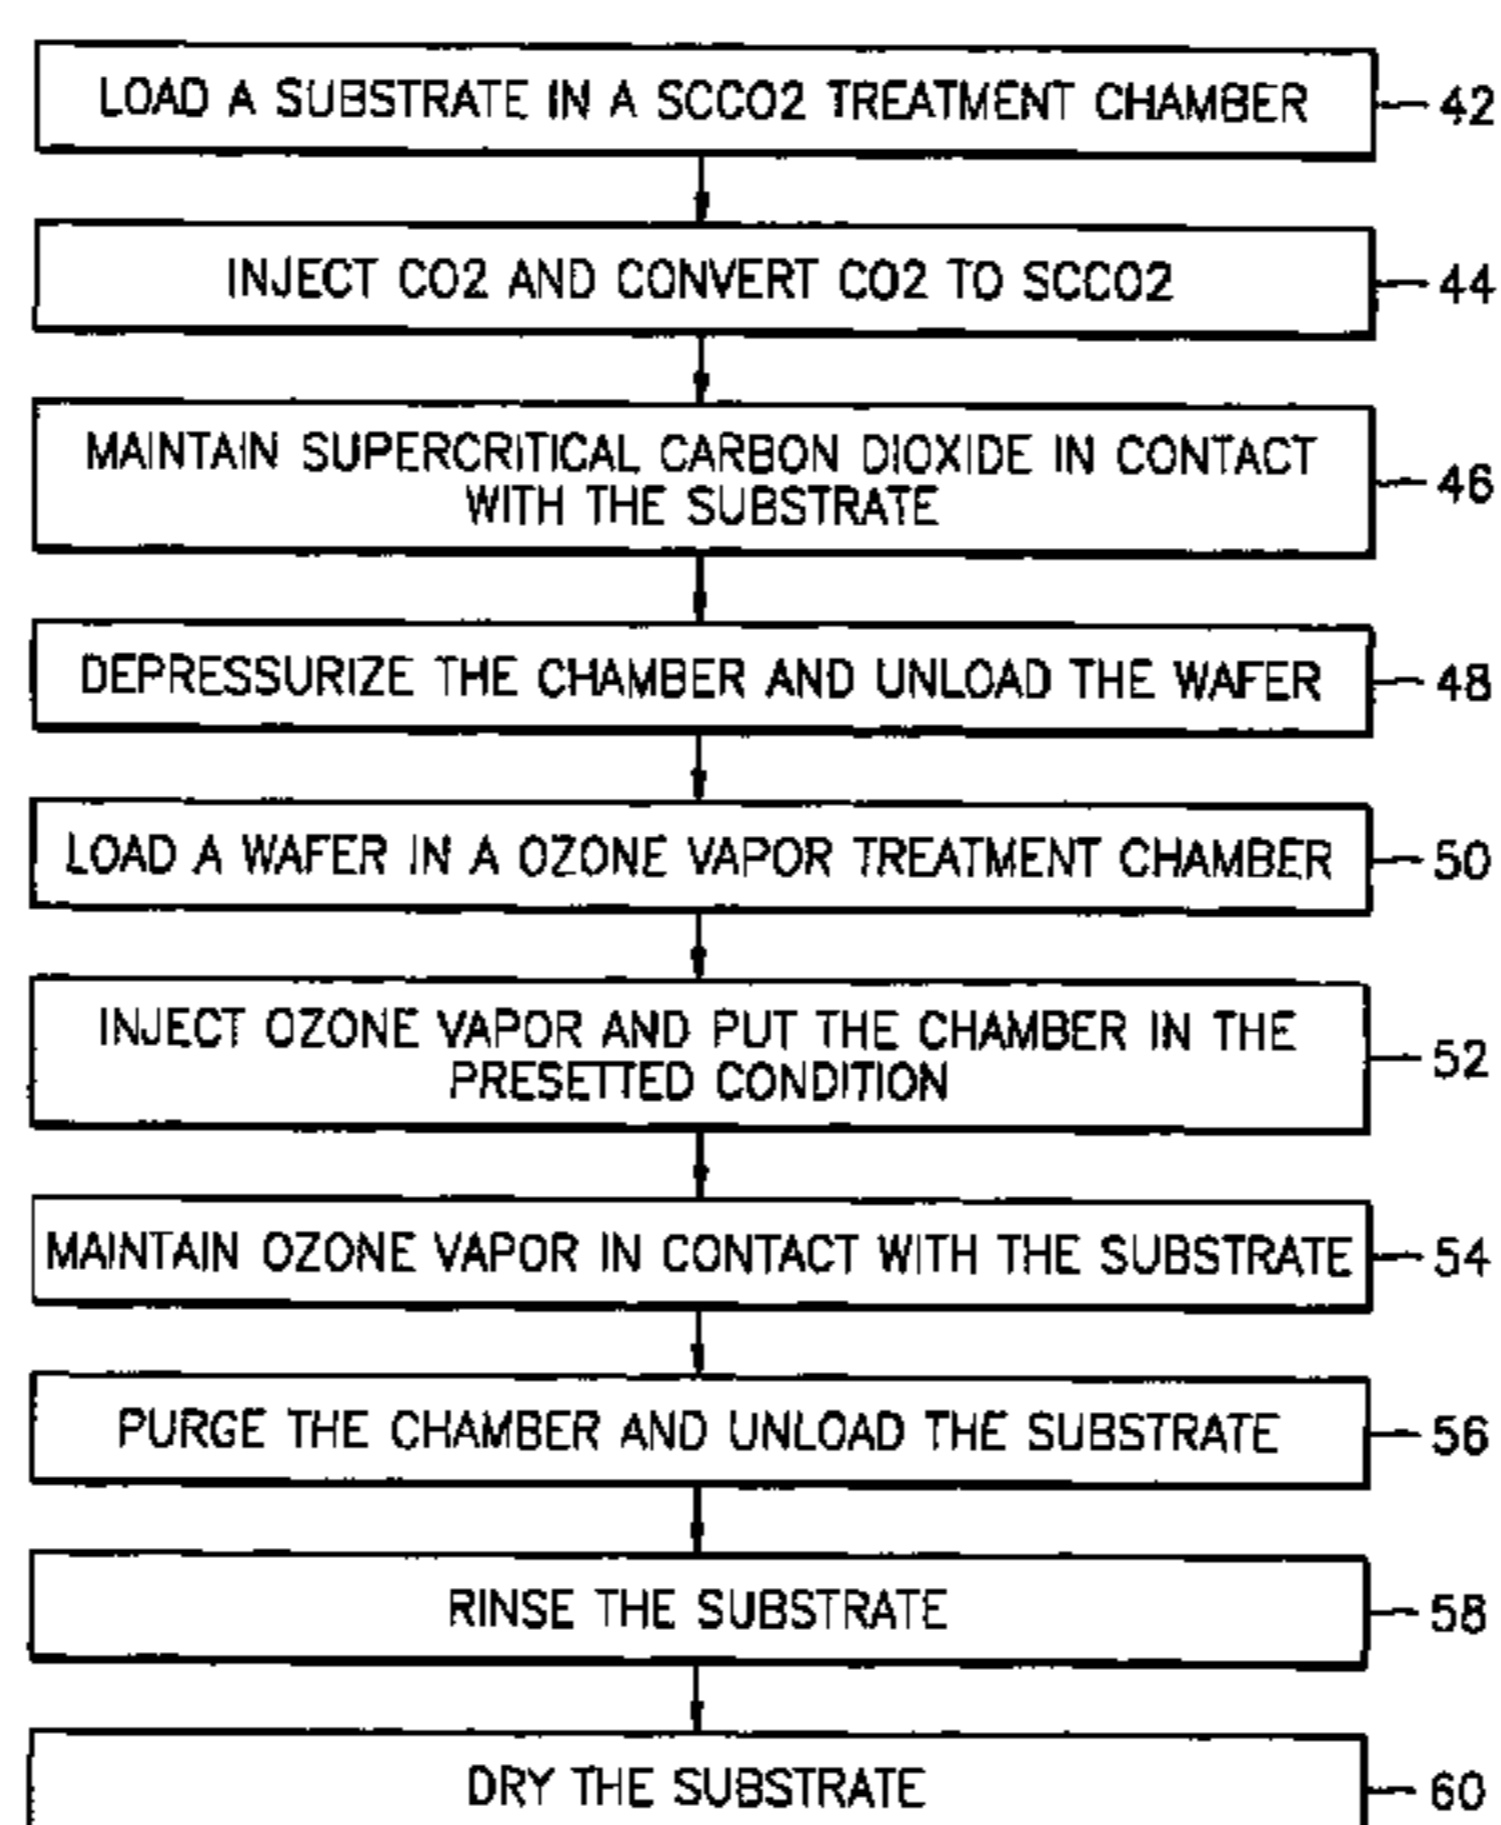 LOAD A SUBSTRATE IN A SCCO2 TREATMENT CHAMBER 42
INJECT CO2 AND CONVERT CO2 TO SCCO2 44
MAINTAIN SUPERCRITICAL CARBON DIOXIDE IN CONTACT
WITH THE SUBSTRATE 46
DEPRESSURIZE THE CHAMBER AND UNLOAD THE WAFER 48
LOAD A WAFER IN A OZONE VAPOR TREATMENT CHAMBER 50
INJECT OZONE VAPOR AND PUT THE CHAMBER IN THE
PRESETTED CONDITION 52
MAINTAIN OZONE VAPOR IN CONTACT WITH THE SUBSTRATE 54
PURGE THE CHAMBER AND UNLOAD THE SUBSTRATE 56
RINSE THE SUBSTRATE 58
DRY THE SUBSTRATE 60